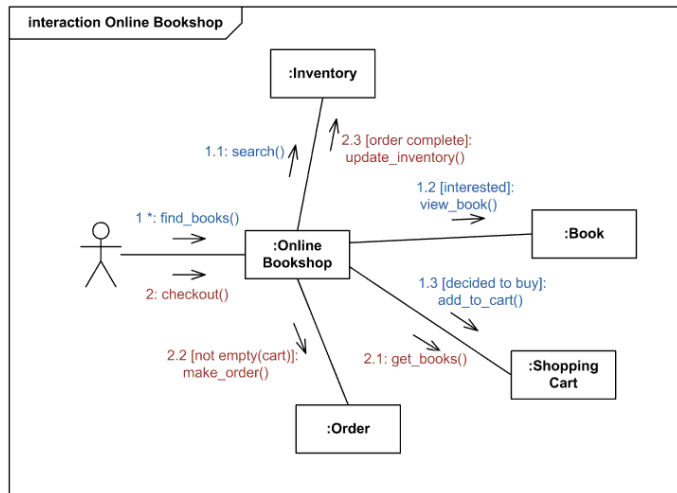 interaction Online Bookshop
:Inventory
1.1: search()
2.3 [order complete]:
update_inventory()
1.2 [interested]:
view_book()
1 *: find_books()
:Online
Bookshop
:Book
2: checkout()
1.3 [decided to buy]:
add_to_cart()
2.2 [not empty(cart)]:
make_order()
2.1: get_books()
:Shopping
Cart
:Order